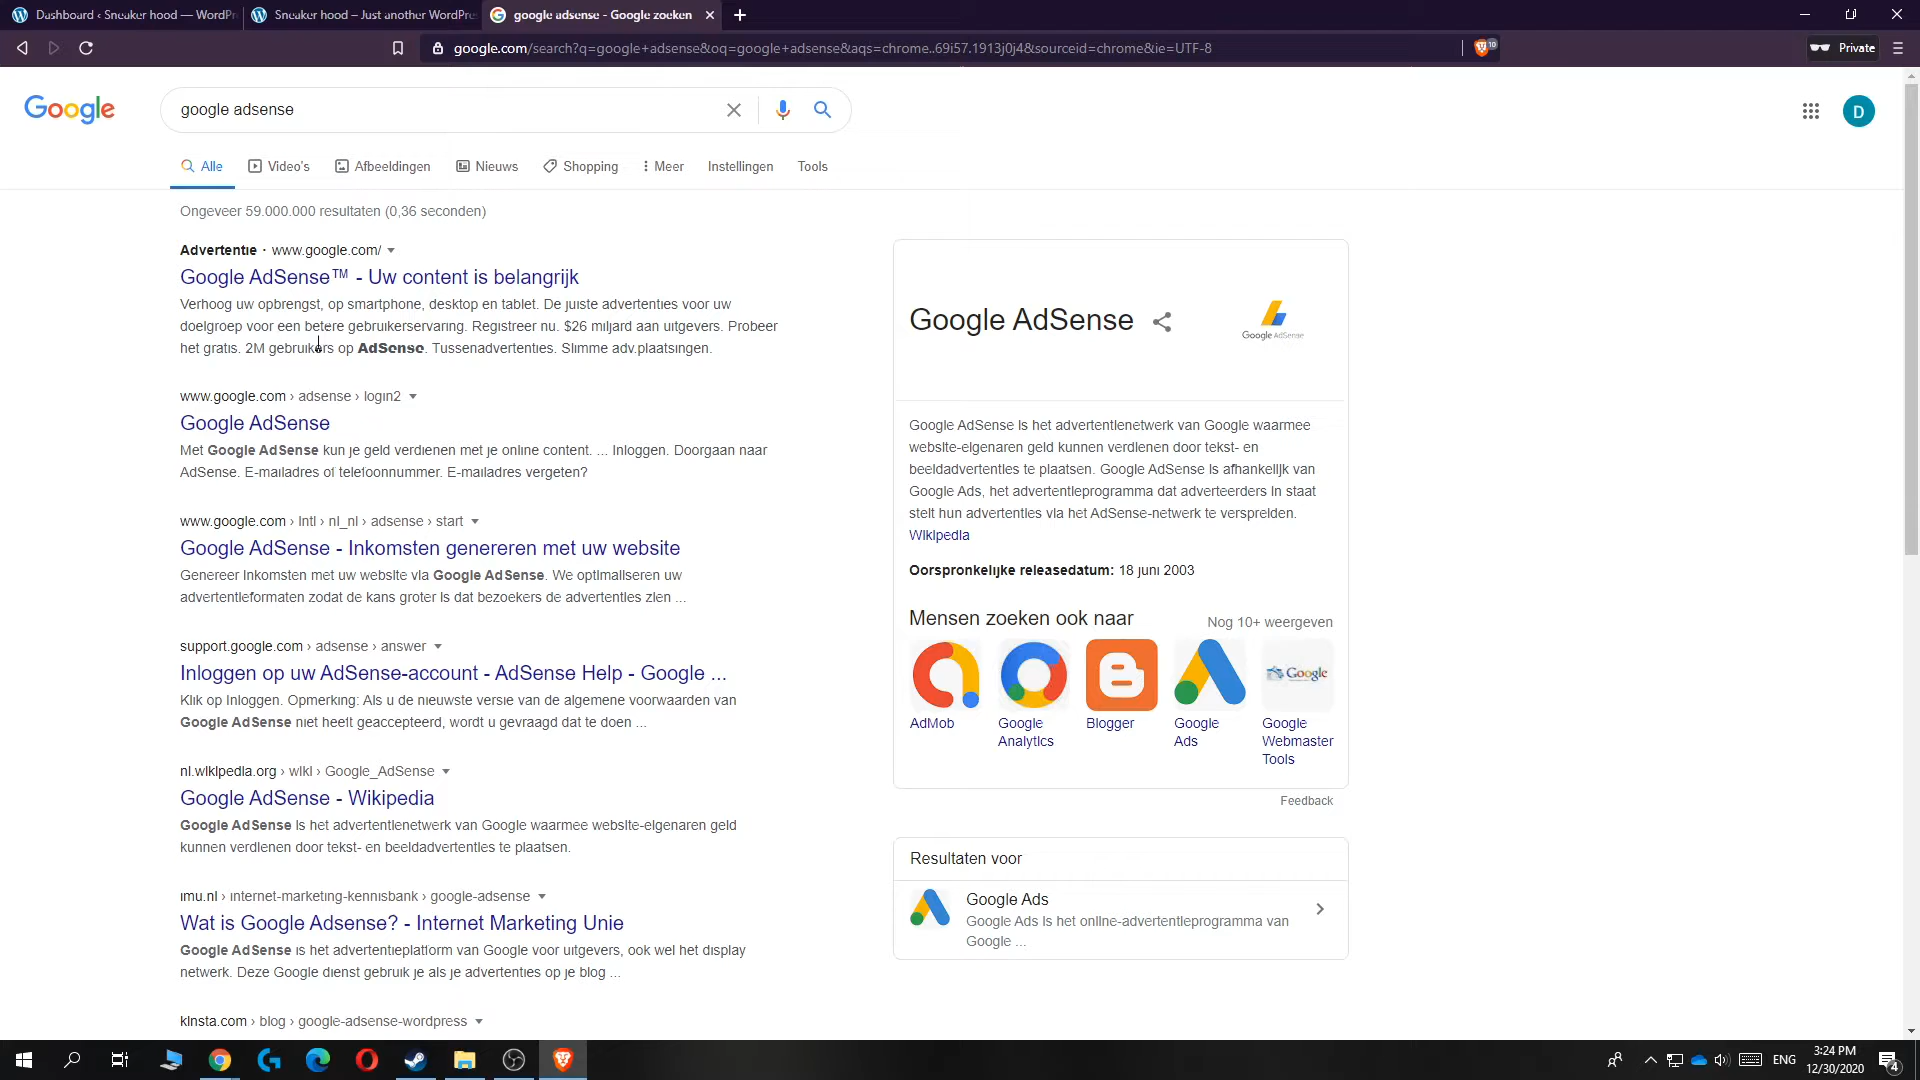 Dashboard ‹ Sneaker hood — WordPr
Sneaker hood – Just another WordPre
google adsense - Google zoeken
google.com/search?q=google+adsense&oq=google+adsense&aqs=chrome..69i57.1913j0j4&sourceid=chrome&ie=UTF-8
10
Private
Google
google adsense
D
Alle
Video's
Afbeeldingen
Nieuws
Shopping
Meer
Instellingen
Tools
Ongeveer 59.000.000 resultaten (0,36 seconden)
Advertentie · www.google.com/
Google AdSense™ - Uw content is belangrijk
Verhoog uw opbrengst, op smartphone, desktop en tablet. De juiste advertenties voor uw
doelgroep voor een betere gebruikerservaring. Registreer nu. $26 miljard aan uitgevers. Probeer
het gratis. 2M gebruikers op AdSense. Tussenadvertenties. Slimme adv.plaatsingen.
www.google.com › adsense › login2
Google AdSense
Met Google AdSense kun je geld verdienen met je online content. ... Inloggen. Doorgaan naar
AdSense. E-mailadres of telefoonnummer. E-mailadres vergeten?
www.google.com › intl › nl_nl › adsense › start
Google AdSense - Inkomsten genereren met uw website
Genereer inkomsten met uw website via Google AdSense. We optimaliseren uw
advertentieformaten zodat de kans groter is dat bezoekers de advertenties zien ...
support.google.com › adsense › answer
Inloggen op uw AdSense-account - AdSense Help - Google ...
Klik op Inloggen. Opmerking: Als u de nieuwste versie van de algemene voorwaarden van
Google AdSense niet heeft geaccepteerd, wordt u gevraagd dat te doen ...
nl.wikipedia.org › wiki › Google_AdSense
Google AdSense - Wikipedia
Google AdSense is het advertentienetwerk van Google waarmee website-eigenaren geld
kunnen verdienen door tekst- en beeldadvertenties te plaatsen.
imu.nl › internet-marketing-kennisbank › google-adsense
Wat is Google Adsense? - Internet Marketing Unie
Google AdSense is het advertentieplatform van Google voor uitgevers, ook wel het display
netwerk. Deze Google dienst gebruik je als je advertenties op je blog ...
kinsta.com › blog › google-adsense-wordpress
Google AdSense
Google AdSense
Google AdSense is het advertentienetwerk van Google waarmee
website-eigenaren geld kunnen verdienen door tekst- en
beeldadvertenties te plaatsen. Google AdSense is afhankelijk van
Google Ads, het advertentieprogramma dat adverteerders in staat
stelt hun advertenties via het AdSense-netwerk te verspreiden.
Wikipedia
Oorspronkelijke releasedatum: 18 juni 2003
Mensen zoeken ook naar
Nog 10+ weergeven
Google
AdMob
Google
Analytics
Blogger
Google
Ads
Google
Webmaster
Tools
Feedback
Resultaten voor
Google Ads
Google Ads is het online-advertentieprogramma van
Google ...
ENG
3:24 PM
12/30/2020
4